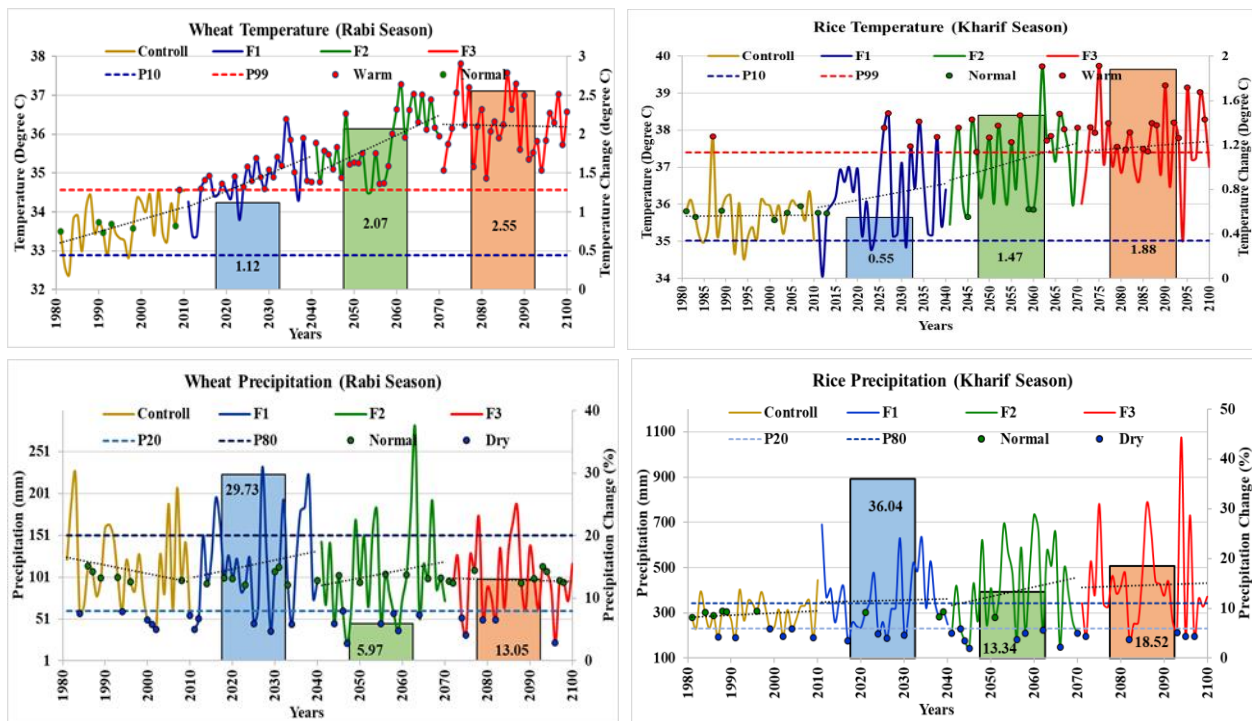 Wheat Temperature (Rabi Season)
Controll F1 F2 F3
P10 P99 Warm Normal
Temperature (Degree C)
38
37
36
35
34
33
32
Temperature Change (degree C)
3
2.5
2
1.5
1
0.5
0
1.12
2.07
2.55
1980 1990 2000 2010 2020 2030 2040 2050 2060 2070 2080 2090 2100
Years
Rice Temperature (Kharif Season)
Controll F1 F2 F3
P10 P99 Normal Warm
Temperature (Degree C)
40
39
38
37
36
35
34
Temperature Change (Degree C)
2
1.6
1.2
0.8
0.4
0
0.55
1.47
1.88
1980 1985 1990 1995 2000 2005 2010 2015 2020 2025 2030 2035 2040 2045 2050 2055 2060 2065 2070 2075 2080 2085 2090 2095 2100
Years
Wheat Precipitation (Rabi Season)
Controll F1 F2 F3
P20 P80 Normal Dry
Precipitation (mm)
251
201
151
101
51
1
Precipitation Change (%)
40
30
20
10
0
29.73
5.97
13.05
1980 1990 2000 2010 2020 2030 2040 2050 2060 2070 2080 2090 2100
Years
Rice Precipitation (Kharif Season)
Controll F1 F2 F3
P20 P80 Normal Dry
Precipitation (mm)
1100
900
700
500
300
100
Precipitation Change (%)
50
40
30
20
10
0
36.04
13.34
18.52
1980 1990 2000 2010 2020 2030 2040 2050 2060 2070 2080 2090 2100
Years